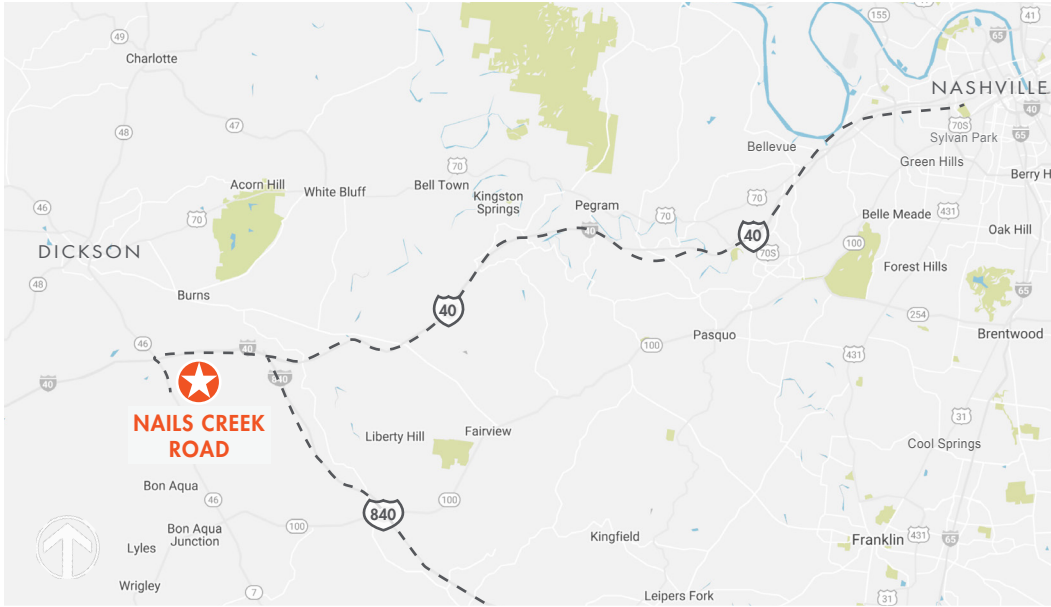 155
41
49
65
Charlotte
NASHVILLE
40
48
47
70S
65
Sylvan Park
Bellevue
Green Hills
70
Berry H
Acorn Hill
White Bluff
Bell Town
Kingston
Springs
70
46
70
Pegram
70
Belle Meade
431
40
Oak Hill
40
100
DICKSON
70S
Forest Hills
48
65
Burns
40
254
Pasquo
Brentwood
46
40
100
431
40
840
NAILS CREEK
ROAD
31
Liberty Hill
Fairview
Cool Springs
Bon Aqua
46
100
840
100
Bon Aqua
Junction
Kingfield
Franklin
431
65
Lyles
Wrigley
7
Leipers Fork
31